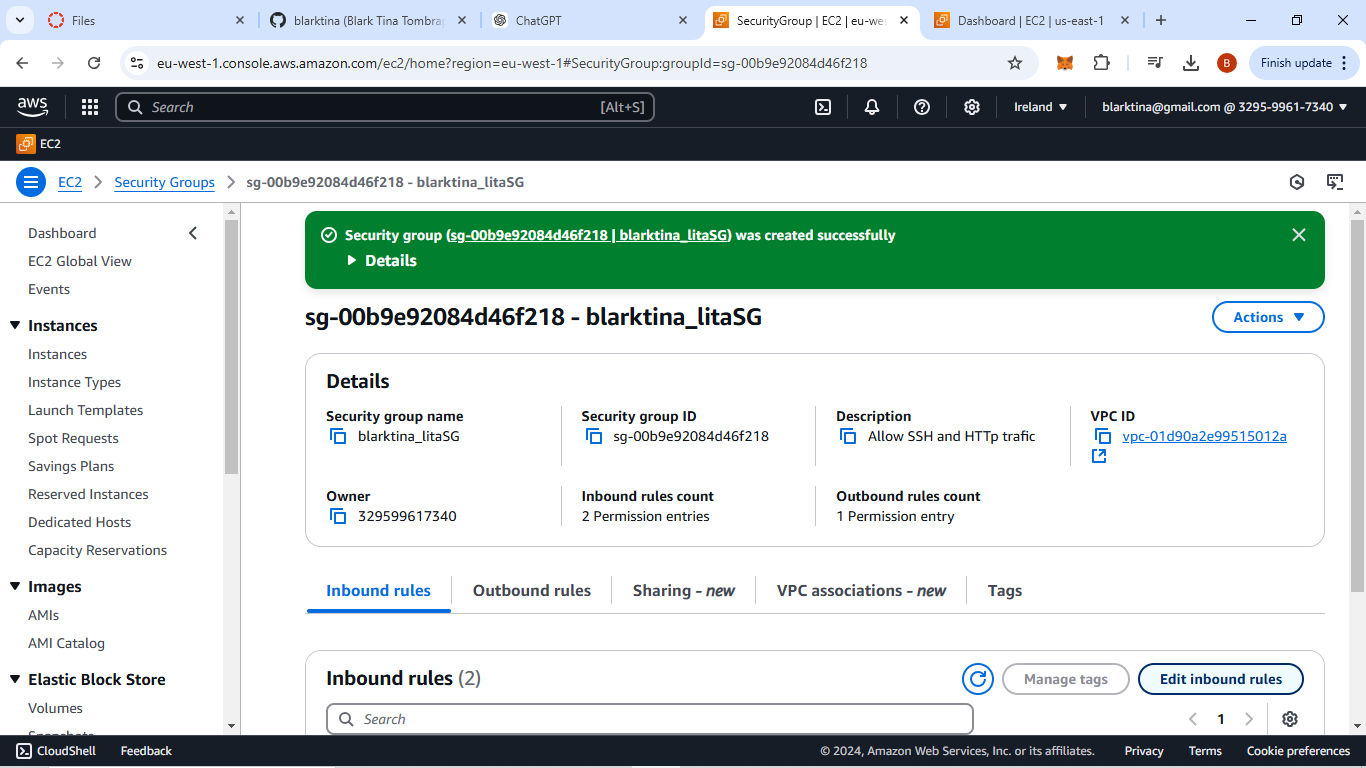 Files
blarktina (Blark Tina Tombrap
ChatGPT
SecurityGroup | EC2 | eu-wes
Dashboard | EC2 | us-east-1
eu-west-1.console.aws.amazon.com/ec2/home?region=eu-west-1#SecurityGroup:groupId=sg-00b9e92084d46f218
B
Finish update
aws
Search
[Alt+S]
Ireland
blarktina@gmail.com @ 3295-9961-7340
EC2
EC2
Security Groups
sg-00b9e92084d46f218 - blarktina_litaSG
Dashboard
EC2 Global View
Events
Instances
Instances
Instance Types
Launch Templates
Spot Requests
Savings Plans
Reserved Instances
Dedicated Hosts
Capacity Reservations
Images
AMIs
AMI Catalog
Elastic Block Store
Volumes
Snapshots
Security group (sg-00b9e92084d46f218 | blarktina_litaSG) was created successfully
Details
sg-00b9e92084d46f218 - blarktina_litaSG
Actions
Details
Security group name
blarktina_litaSG
Security group ID
sg-00b9e92084d46f218
Description
Allow SSH and HTTp trafic
VPC ID
vpc-01d90a2e99515012a
Owner
329599617340
Inbound rules count
2 Permission entries
Outbound rules count
1 Permission entry
Inbound rules
Outbound rules
Sharing - new
VPC associations - new
Tags
Inbound rules (2)
Manage tags
Edit inbound rules
Search
1
CloudShell
Feedback
© 2024, Amazon Web Services, Inc. or its affiliates.
Privacy
Terms
Cookie preferences